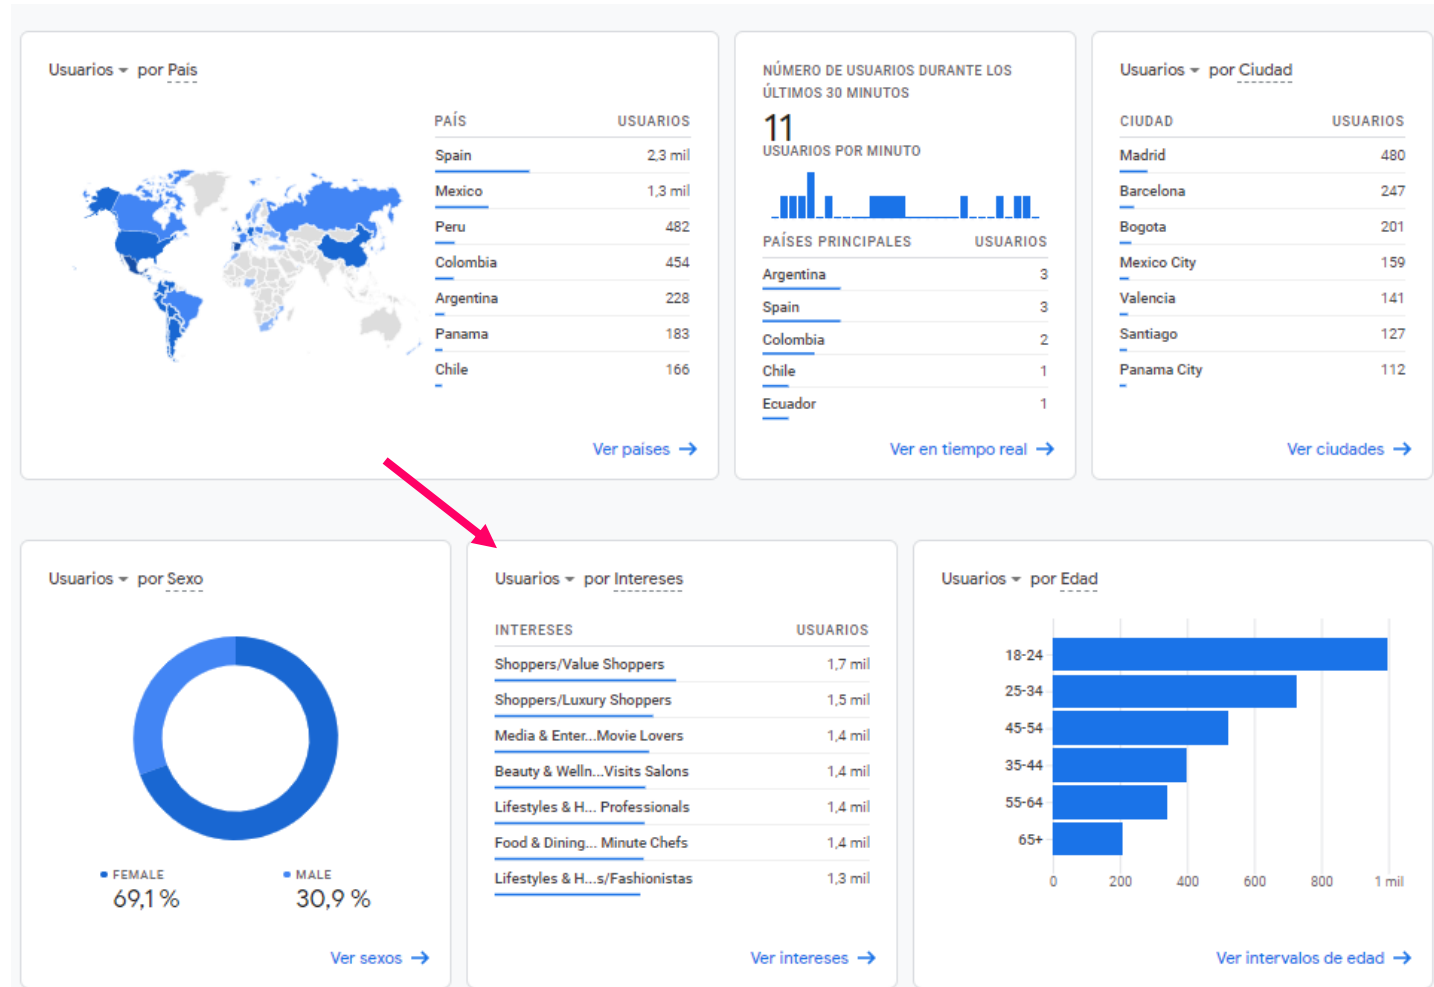 Usuarios por País
PAÍS USUARIOS
Spain 2,3 mil
Mexico 1,3 mil
Peru 482
Colombia 454
Argentina 228
Panama 183
Chile 166
Ver países →
NÚMERO DE USUARIOS DURANTE LOS
ÚLTIMOS 30 MINUTOS
11
USUARIOS POR MINUTO
PAÍSES PRINCIPALES USUARIOS
Argentina 3
Spain 3
Colombia 2
Chile 1
Ecuador 1
Ver en tiempo real →
Usuarios por Ciudad
CIUDAD USUARIOS
Madrid 480
Barcelona 247
Bogota 201
Mexico City 159
Valencia 141
Santiago 127
Panama City 112
Ver ciudades →
Usuarios por Sexo
FEMALE MALE
69,1 % 30,9 %
Ver sexos →
Usuarios por Intereses
INTERESES USUARIOS
Shoppers/Value Shoppers 1,7 mil
Shoppers/Luxury Shoppers 1,5 mil
Media & Enter...Movie Lovers 1,4 mil
Beauty & Welln...Visits Salons 1,4 mil
Lifestyles & H... Professionals 1,4 mil
Food & Dining... Minute Chefs 1,4 mil
Lifestyles & H...s/Fashionistas 1,3 mil
Ver intereses →
Usuarios por Edad
18-24
25-34
45-54
35-44
55-64
65+
0 200 400 600 800 1 mil
Ver intervalos de edad →